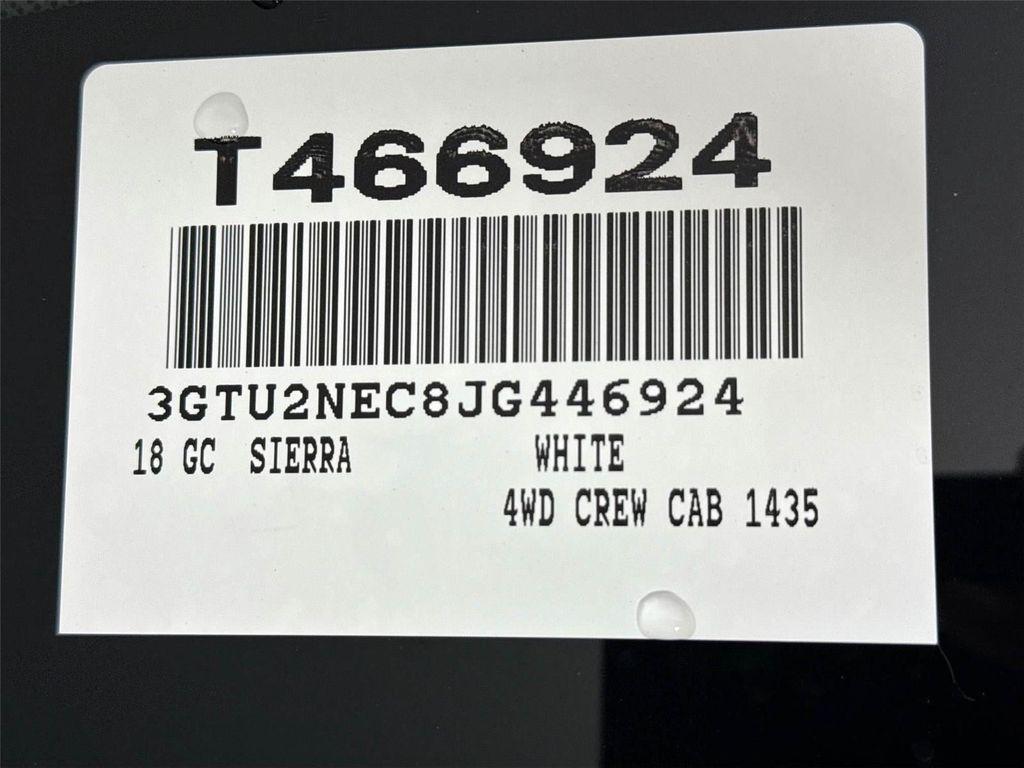 T466924
3GTU2NEC8JG446924
18 GC SIERRA WHITE
4WD CREW CAB 1435